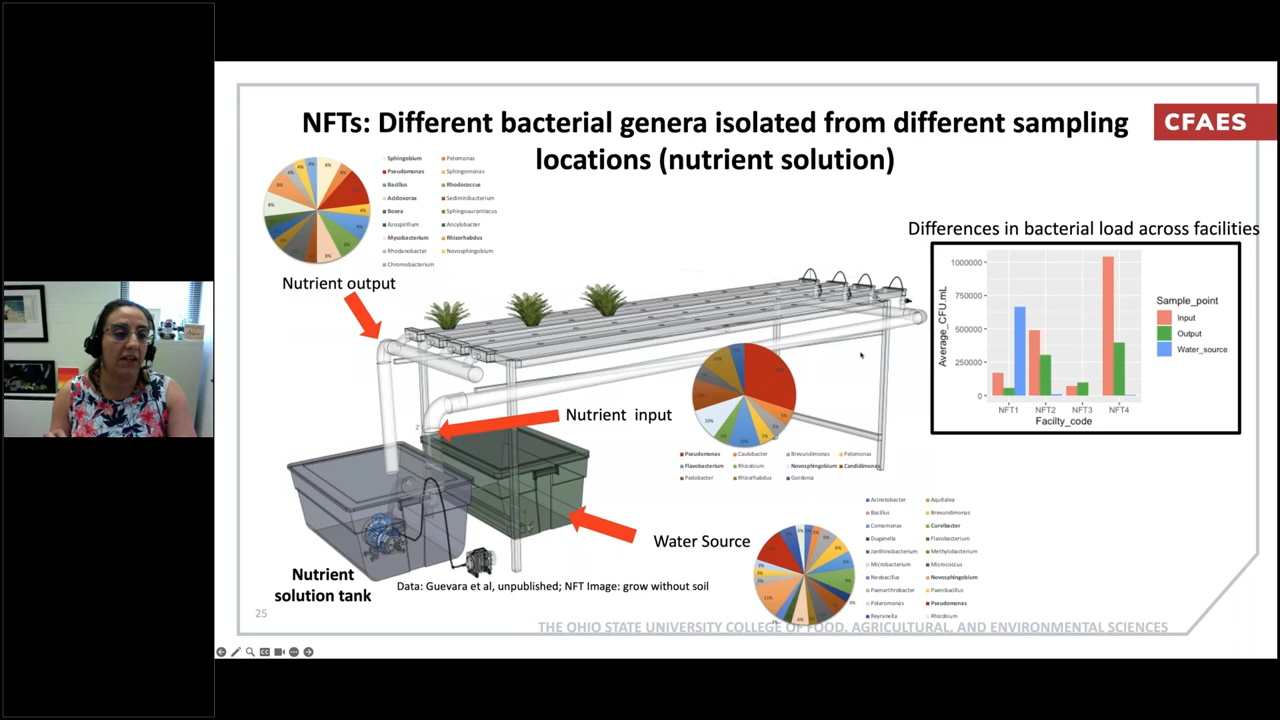 NFTs: Different bacterial genera isolated from different sampling
locations (nutrient solution)
CFAES
Sphingobium Pelomonas
Pseudomonas Sphingomonas
Bacillus Rhodococcus
Acidovorax Sediminibacterium
Bosea Sphingoaurantiacus
Azospirillum Ancylobacter
Mycobacterium Rhizorhabdus
Rhodanobacter Novosphingobium
Chromobacterium
Nutrient output
Differences in bacterial load across facilities
Average_CFU.mL
1000000
750000
500000
250000
0
NFT1 NFT2 NFT3 NFT4
Facilty_code
Sample_point
Input
Output
Water_source
Nutrient input
Pseudomonas Caulobacter Brevundimonas Pelomonas
Flavobacterium Rhizobium Novosphingobium Candidimonas
Pedobacter Rhizorhabdus Gordonia
Water Source
Acinetobacter Aquitalea
Bacillus Brevundimonas
Comamonas Curvibacter
Duganella Flavobacterium
Janthinobacterium Methylobacterium
Microbacterium Micrococcus
Neobacillus Novosphingobium
Paenarthrobacter Paenibacillus
Polaromonas Pseudomonas
Reyranella Rhizobium
Nutrient
solution tank
Data: Guevara et al, unpublished; NFT Image: grow without soil
25
THE OHIO STATE UNIVERSITY COLLEGE OF FOOD, AGRICULTURAL, AND ENVIRONMENTAL SCIENCES